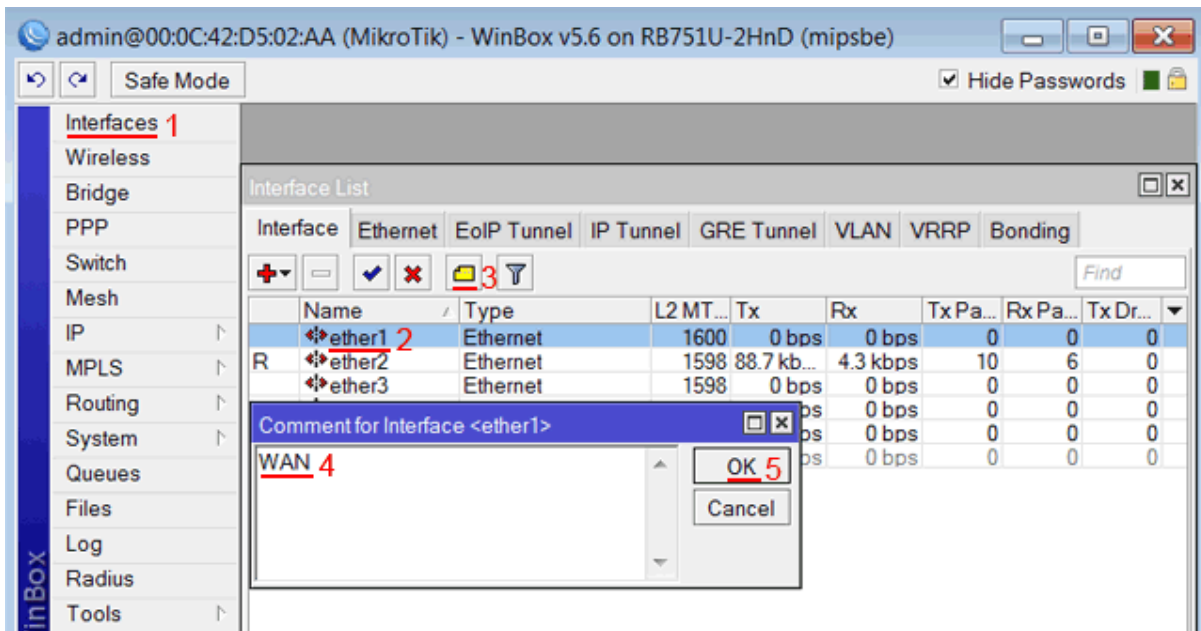 admin@00:0C:42:D5:02:AA (MikroTik) - WinBox v5.6 on RB751U-2HnD (mipsbe)
Safe Mode
Hide Passwords
Interfaces 1
Wireless
Bridge
PPP
Switch
Mesh
IP
MPLS
Routing
System
Queues
Files
Log
Radius
Tools
inBox
Interface List
Interface Ethernet EoIP Tunnel IP Tunnel GRE Tunnel VLAN VRRP Bonding
3 Find
Name Type L2 MT... Tx Rx Tx Pa... Rx Pa... Tx Dr...
ether1 2 Ethernet 1600 0 bps 0 bps 0 0 0
R ether2 Ethernet 1598 88.7 kb... 4.3 kbps 10 6 0
ether3 Ethernet 1598 0 bps 0 bps 0 0 0
ps 0 bps 0 0 0
ps 0 bps 0 0 0
ps 0 bps 0 0 0
Comment for Interface <ether1>
WAN 4
OK 5
Cancel